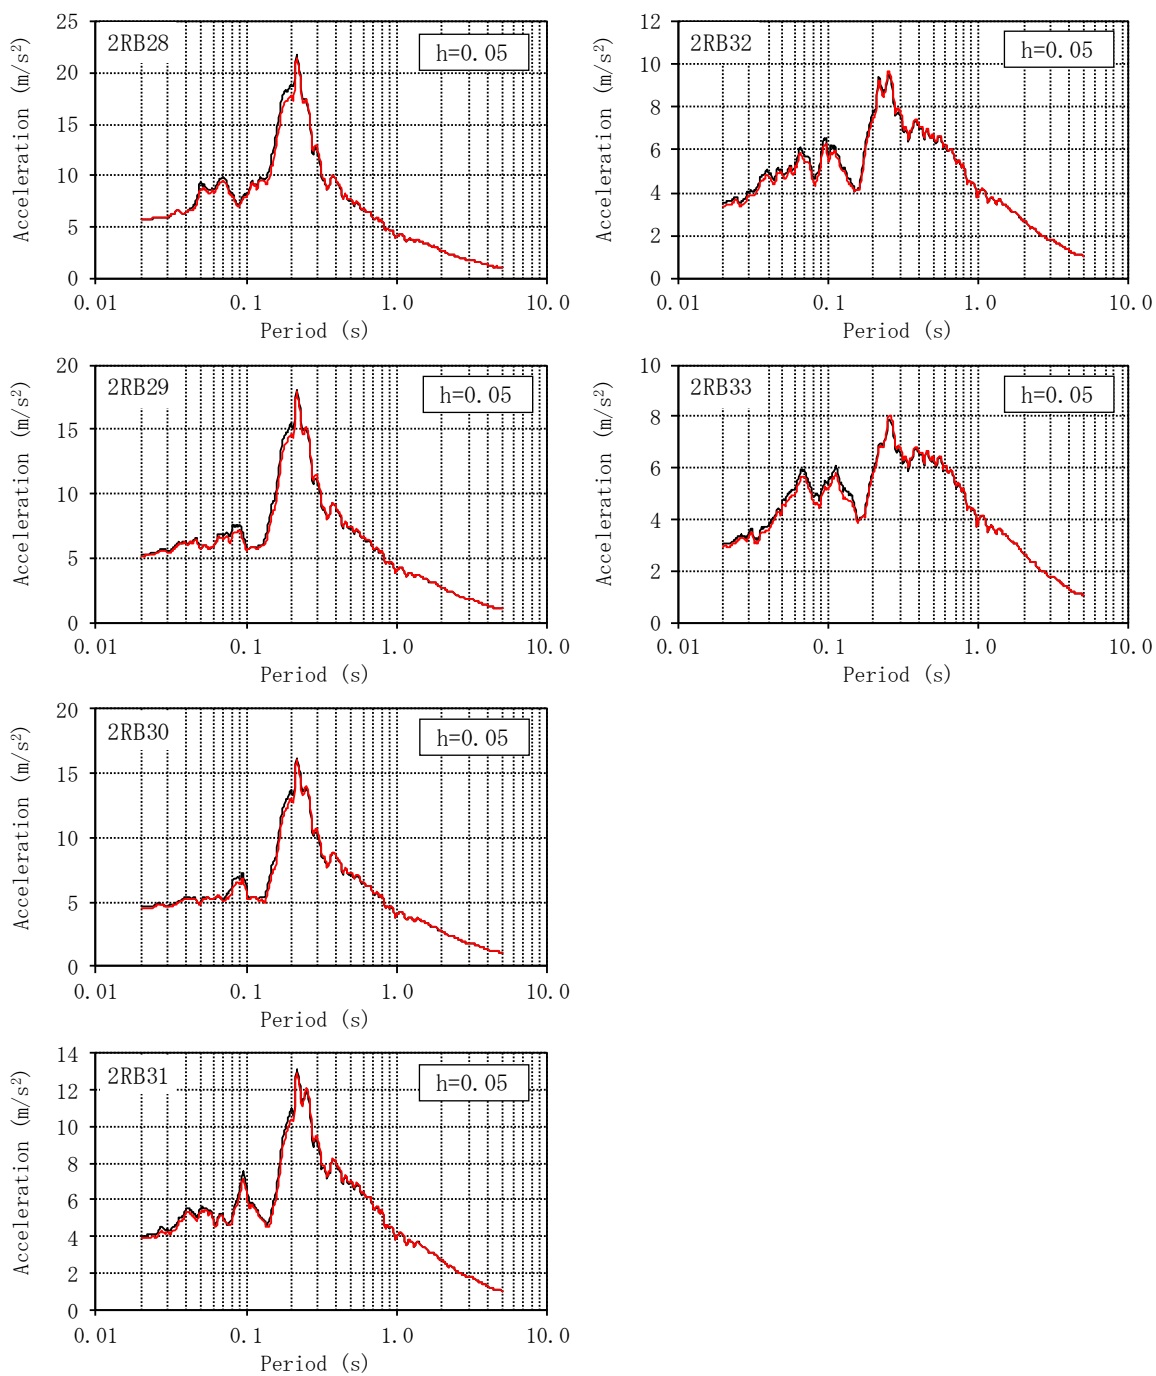 2RB28
h=0.05
Acceleration (m/s²)
25
20
15
10
5
0
0.01
0.1
1.0
10.0
Period (s)
2RB32
h=0.05
Acceleration (m/s²)
12
10
8
6
4
2
0
0.01
0.1
1.0
10.0
Period (s)
2RB29
h=0.05
Acceleration (m/s²)
20
15
10
5
0
0.01
0.1
1.0
10.0
Period (s)
2RB33
h=0.05
Acceleration (m/s²)
10
8
6
4
2
0
0.01
0.1
1.0
10.0
Period (s)
2RB30
h=0.05
Acceleration (m/s²)
20
15
10
5
0
0.01
0.1
1.0
10.0
Period (s)
2RB31
h=0.05
Acceleration (m/s²)
14
12
10
8
6
4
2
0
0.01
0.1
1.0
10.0
Period (s)